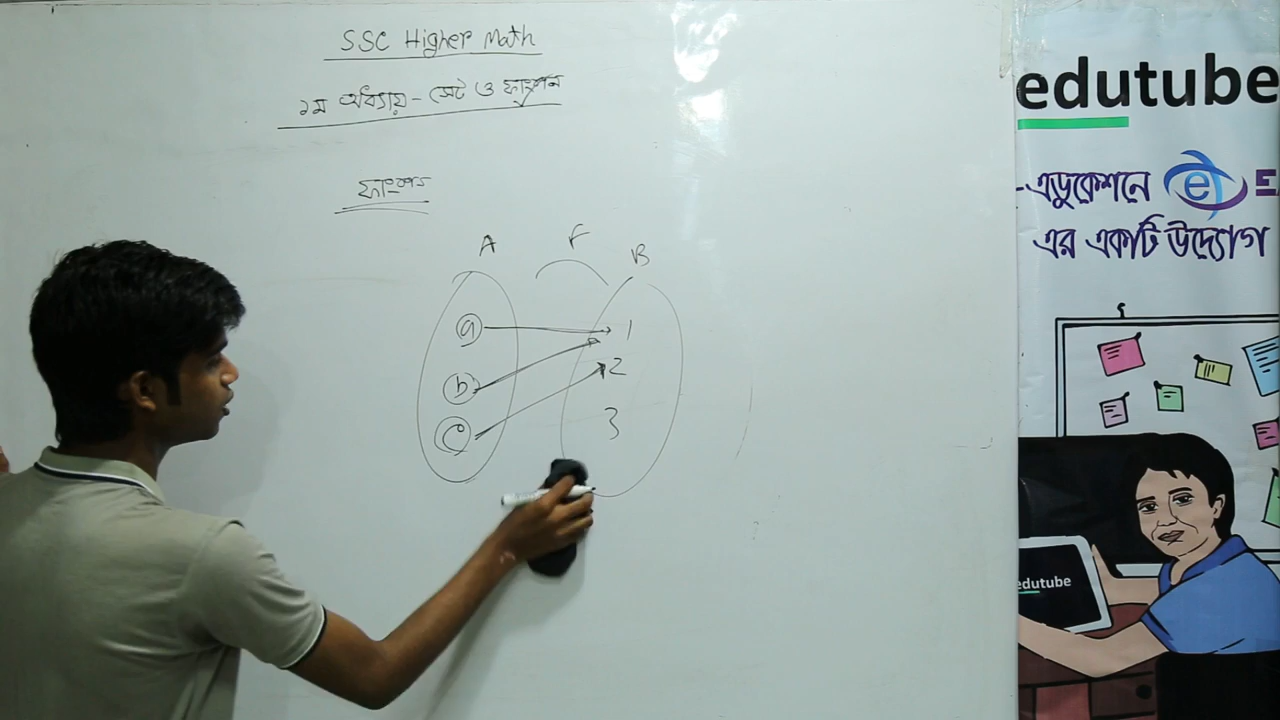 SSC Higher Math
১ম অধ্যায় - সেট ও ফাংশন
ফাংশন
A F B
a 1
b 2
c 3
edutube
-এডুকেশনে e E
এর একটি উদ্যোগ
edutube